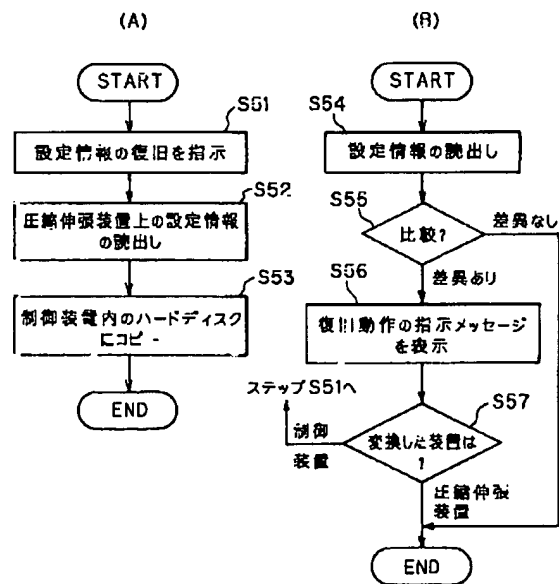 (A)
START
S51
設定情報の復旧を指示
S52
圧縮伸張装置上の設定情報
の読出し
S53
制御装置内のハードディスク
にコピー
END
(B)
START
S54
設定情報の読出し
S55
比較?
差異なし
差異あり
S56
復旧動作の指示メッセージ
を表示
ステップS51へ
S57
変換した装置は
?
制御
装置
圧縮伸張
装置
END